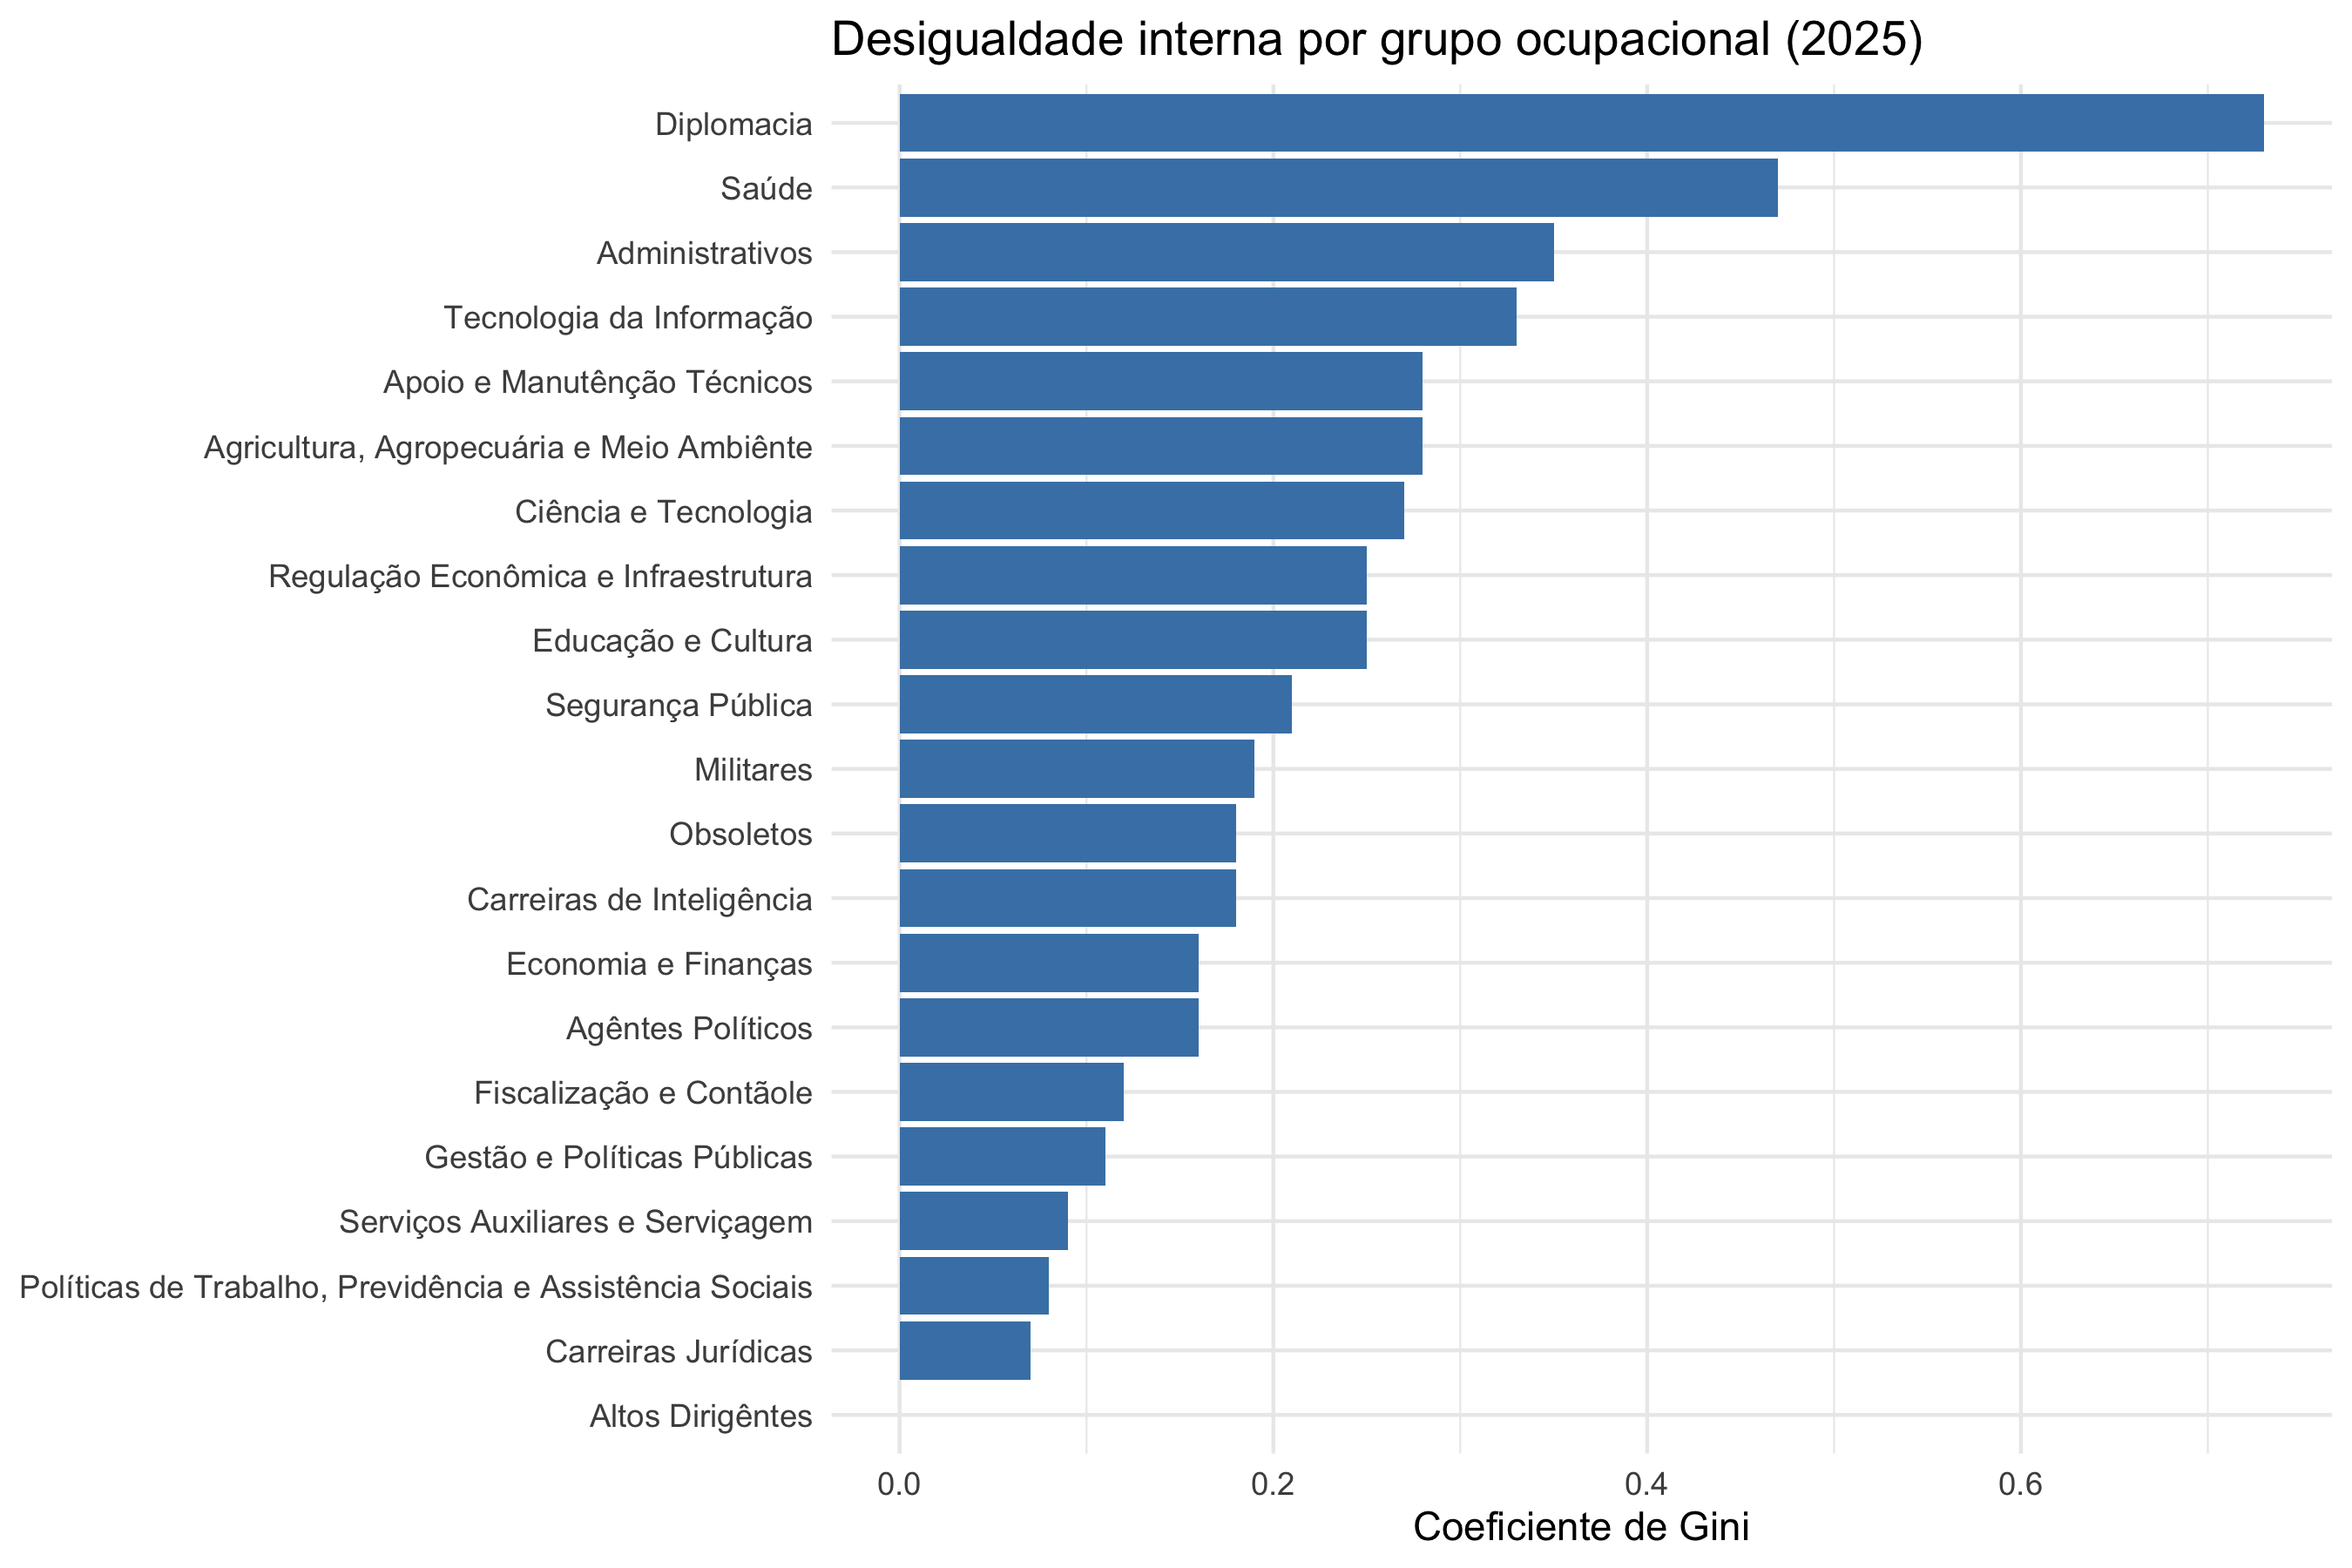 Desigualdade interna por grupo ocupacional (2025)
Diplomacia
Saúde
Administrativos
Tecnologia da Informação
Apoio e Manutênção Técnicos
Agricultura, Agropecuária e Meio Ambiênte
Ciência e Tecnologia
Regulação Econômica e Infraestrutura
Educação e Cultura
Segurança Pública
Militares
Obsoletos
Carreiras de Inteligência
Economia e Finanças
Agêntes Políticos
Fiscalização e Contãole
Gestão e Políticas Públicas
Serviços Auxiliares e Serviçagem
Políticas de Trabalho, Previdência e Assistência Sociais
Carreiras Jurídicas
Altos Dirigêntes
0.0 0.2 0.4 0.6
Coeficiente de Gini